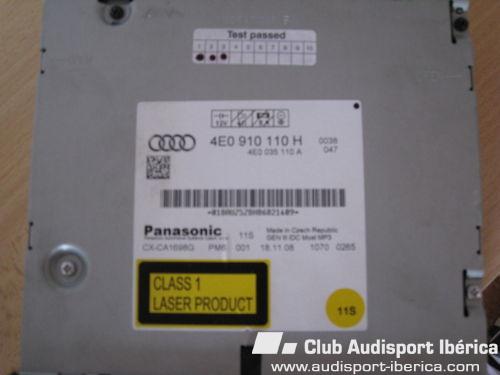 Test passed
1 2 3 4 5 6 7 8 9 10
12V
4E0 910 110 H
0038
4E0 035 110 A
047
Panasonic
11S
Made in Czech Republic
GEN III IDC Most MP3
CX-CA1698G PM6 001 18.11.08 1070 0265
CLASS 1
LASER PRODUCT
11S
Club Audisport Ibérica
www.audisport-iberica.com